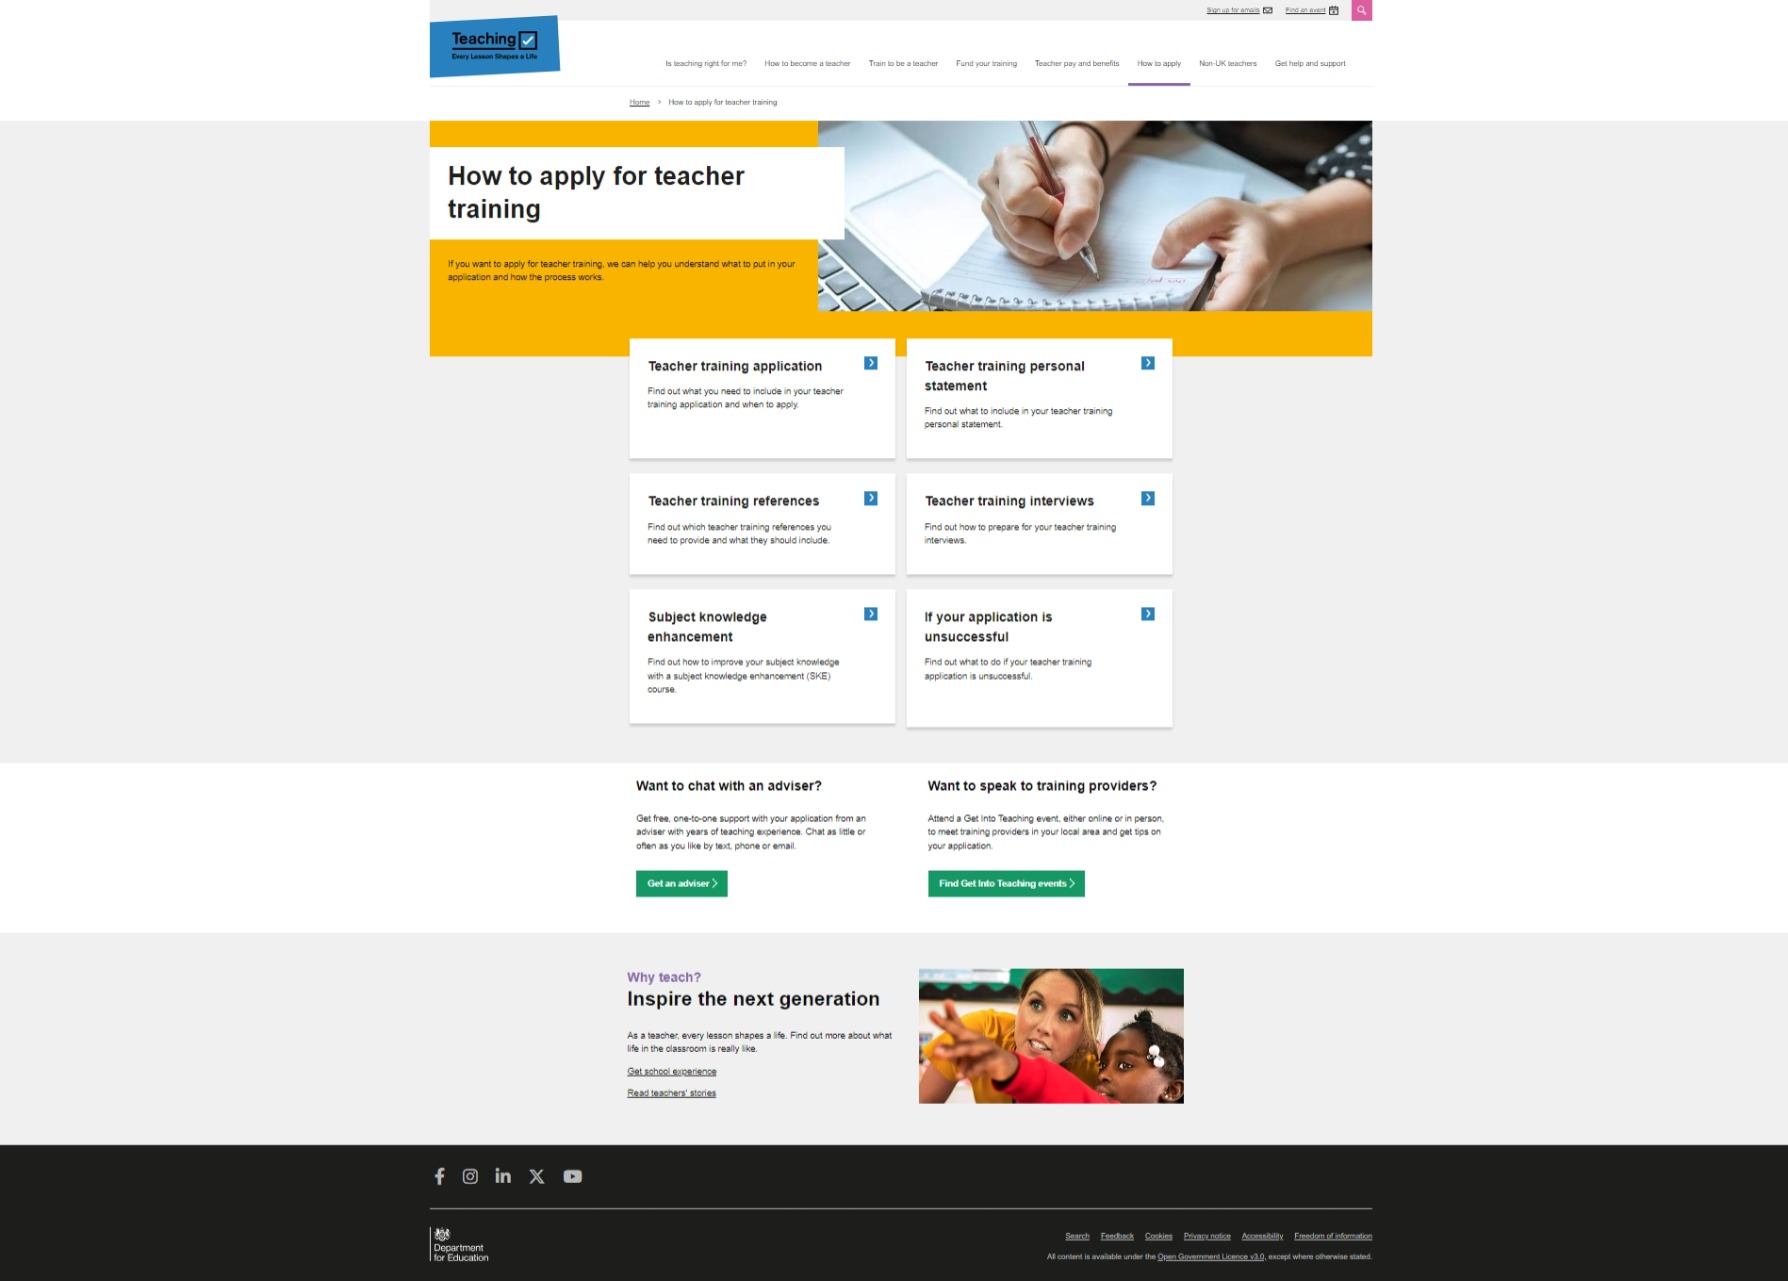 Sign up for emails
Find an event
Teaching
Every Lesson Shapes a Life
Is teaching right for me?
How to become a teacher
Train to be a teacher
Fund your training
Teacher pay and benefits
How to apply
Non-UK teachers
Get help and support
Home > How to apply for teacher training
How to apply for teacher
training
If you want to apply for teacher training, we can help you understand what to put in your
application and how the process works.
Teacher training application
Find out what you need to include in your teacher
training application and when to apply.
Teacher training personal
statement
Find out what to include in your teacher training
personal statement.
Teacher training references
Find out which teacher training references you
need to provide and what they should include.
Teacher training interviews
Find out how to prepare for your teacher training
interviews.
Subject knowledge
enhancement
Find out how to improve your subject knowledge
with a subject knowledge enhancement (SKE)
course.
If your application is
unsuccessful
Find out what to do if your teacher training
application is unsuccessful.
Want to chat with an adviser?
Get free, one-to-one support with your application from an
adviser with years of teaching experience. Chat as little or
often as you like by text, phone or email.
Get an adviser
Want to speak to training providers?
Attend a Get Into Teaching event, either online or in person,
to meet training providers in your local area and get tips on
your application.
Find Get Into Teaching events
Why teach?
Inspire the next generation
As a teacher, every lesson shapes a life. Find out more about what
life in the classroom is really like.
Get school experience
Read teachers' stories
Department
for Education
Search
Feedback
Cookies
Privacy notice
Accessibility
Freedom of information
All content is available under the Open Government Licence v3.0, except where otherwise stated.